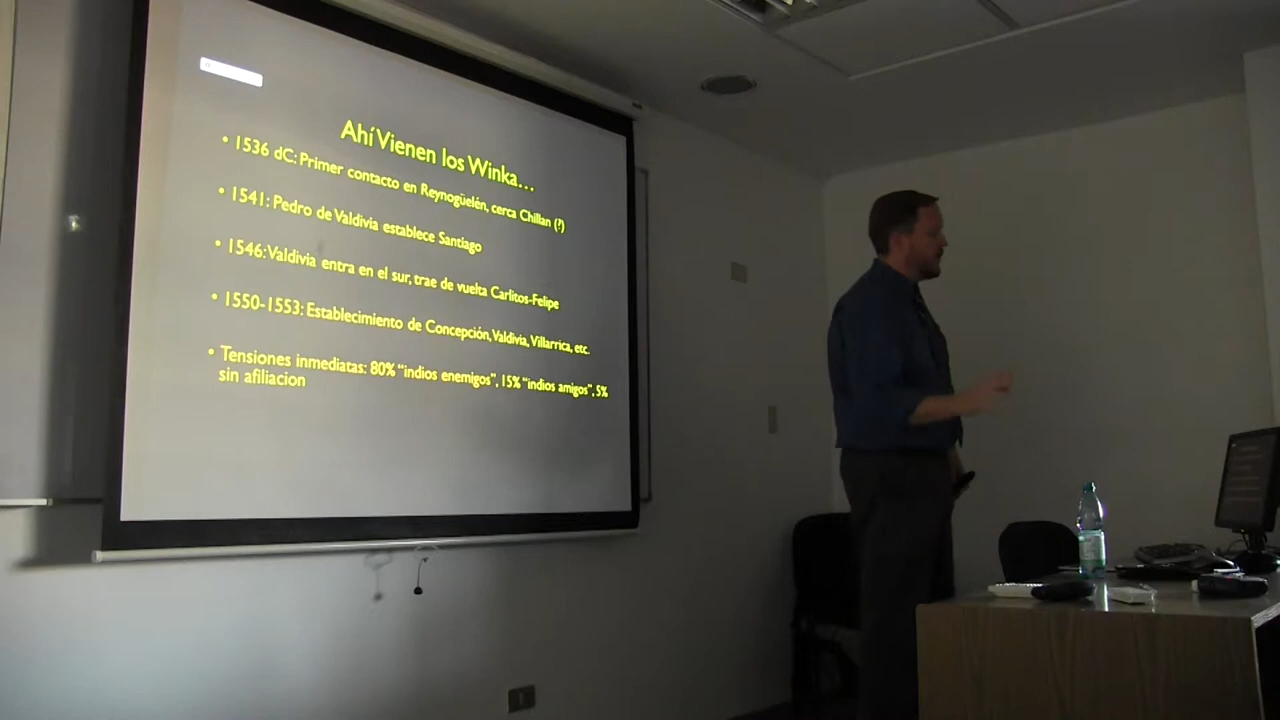 Ahí Vienen los Winka...
• 1536 dC: Primer contacto en Reynogüelén, cerca Chillan (?)
• 1541: Pedro de Valdivia establece Santiago
• 1546: Valdivia entra en el sur, trae de vuelta Carlitos-Felipe
• 1550-1553: Establecimiento de Concepción, Valdivia, Villarrica, etc.
• Tensiones inmediatas: 80% “indios enemigos”, 15% “indios amigos”, 5%
sin afiliacion